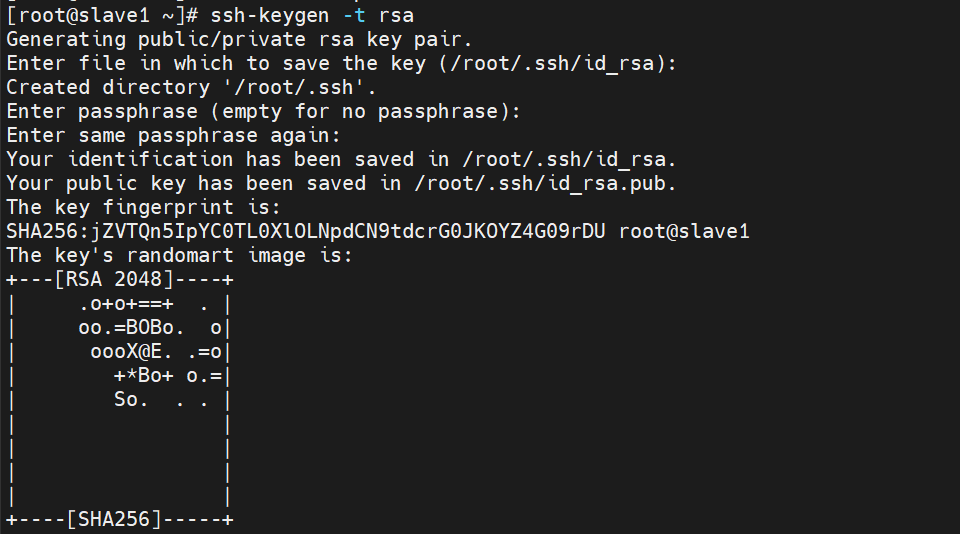 [root@slave1 ~]# ssh-keygen -t rsa
Generating public/private rsa key pair.
Enter file in which to save the key (/root/.ssh/id_rsa):
Created directory '/root/.ssh'.
Enter passphrase (empty for no passphrase):
Enter same passphrase again:
Your identification has been saved in /root/.ssh/id_rsa.
Your public key has been saved in /root/.ssh/id_rsa.pub.
The key fingerprint is:
SHA256:jZVTQn5IpYC0TL0XlOLNpdCN9tdcrG0JKOYZ4G09rDU root@slave1
The key's randomart image is:
+---[RSA 2048]----+
|     .o+o+==+  . |
|     oo.=BOBo.  o|
|      oooX@E. .=o|
|        +*Bo+ o.=|
|        So.  . . |
|                 |
|                 |
|                 |
|                 |
+----[SHA256]-----+